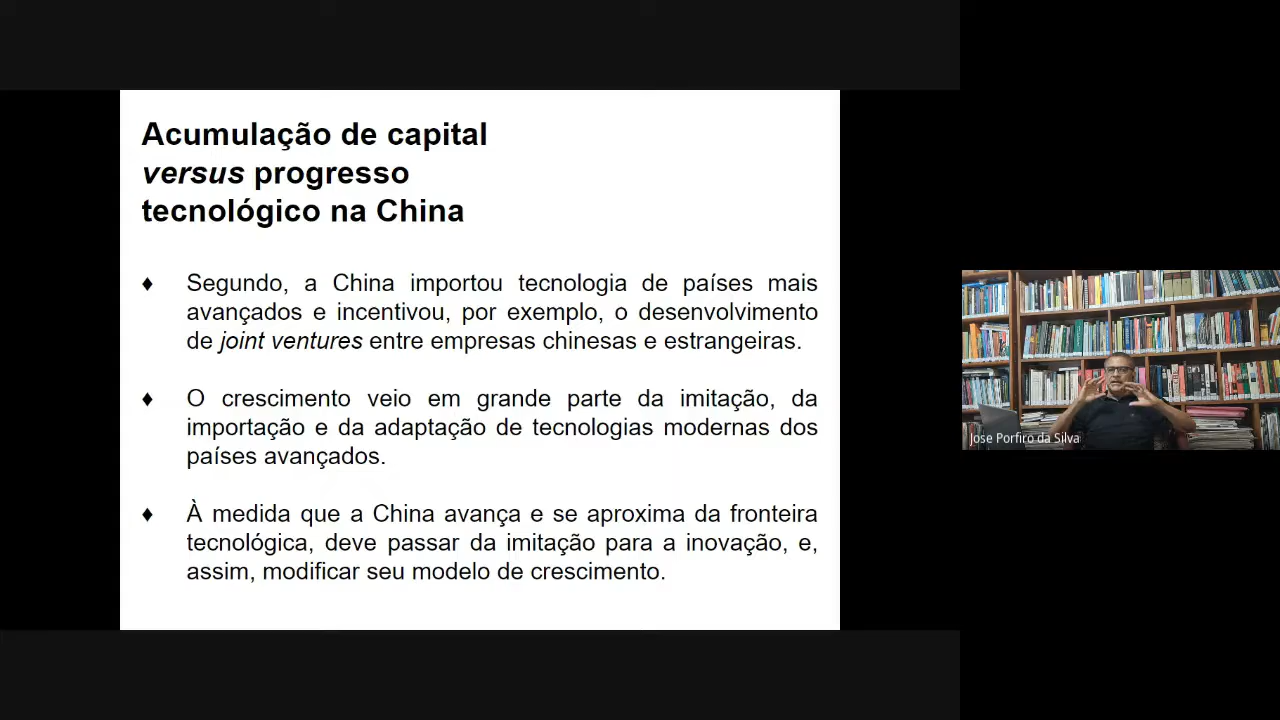 Acumulação de capital
versus progresso
tecnológico na China
♦ Segundo, a China importou tecnologia de países mais
avançados e incentivou, por exemplo, o desenvolvimento
de joint ventures entre empresas chinesas e estrangeiras.
♦ O crescimento veio em grande parte da imitação, da
importação e da adaptação de tecnologias modernas dos
países avançados.
♦ À medida que a China avança e se aproxima da fronteira
tecnológica, deve passar da imitação para a inovação, e,
assim, modificar seu modelo de crescimento.
Jose Porfiro da Silva